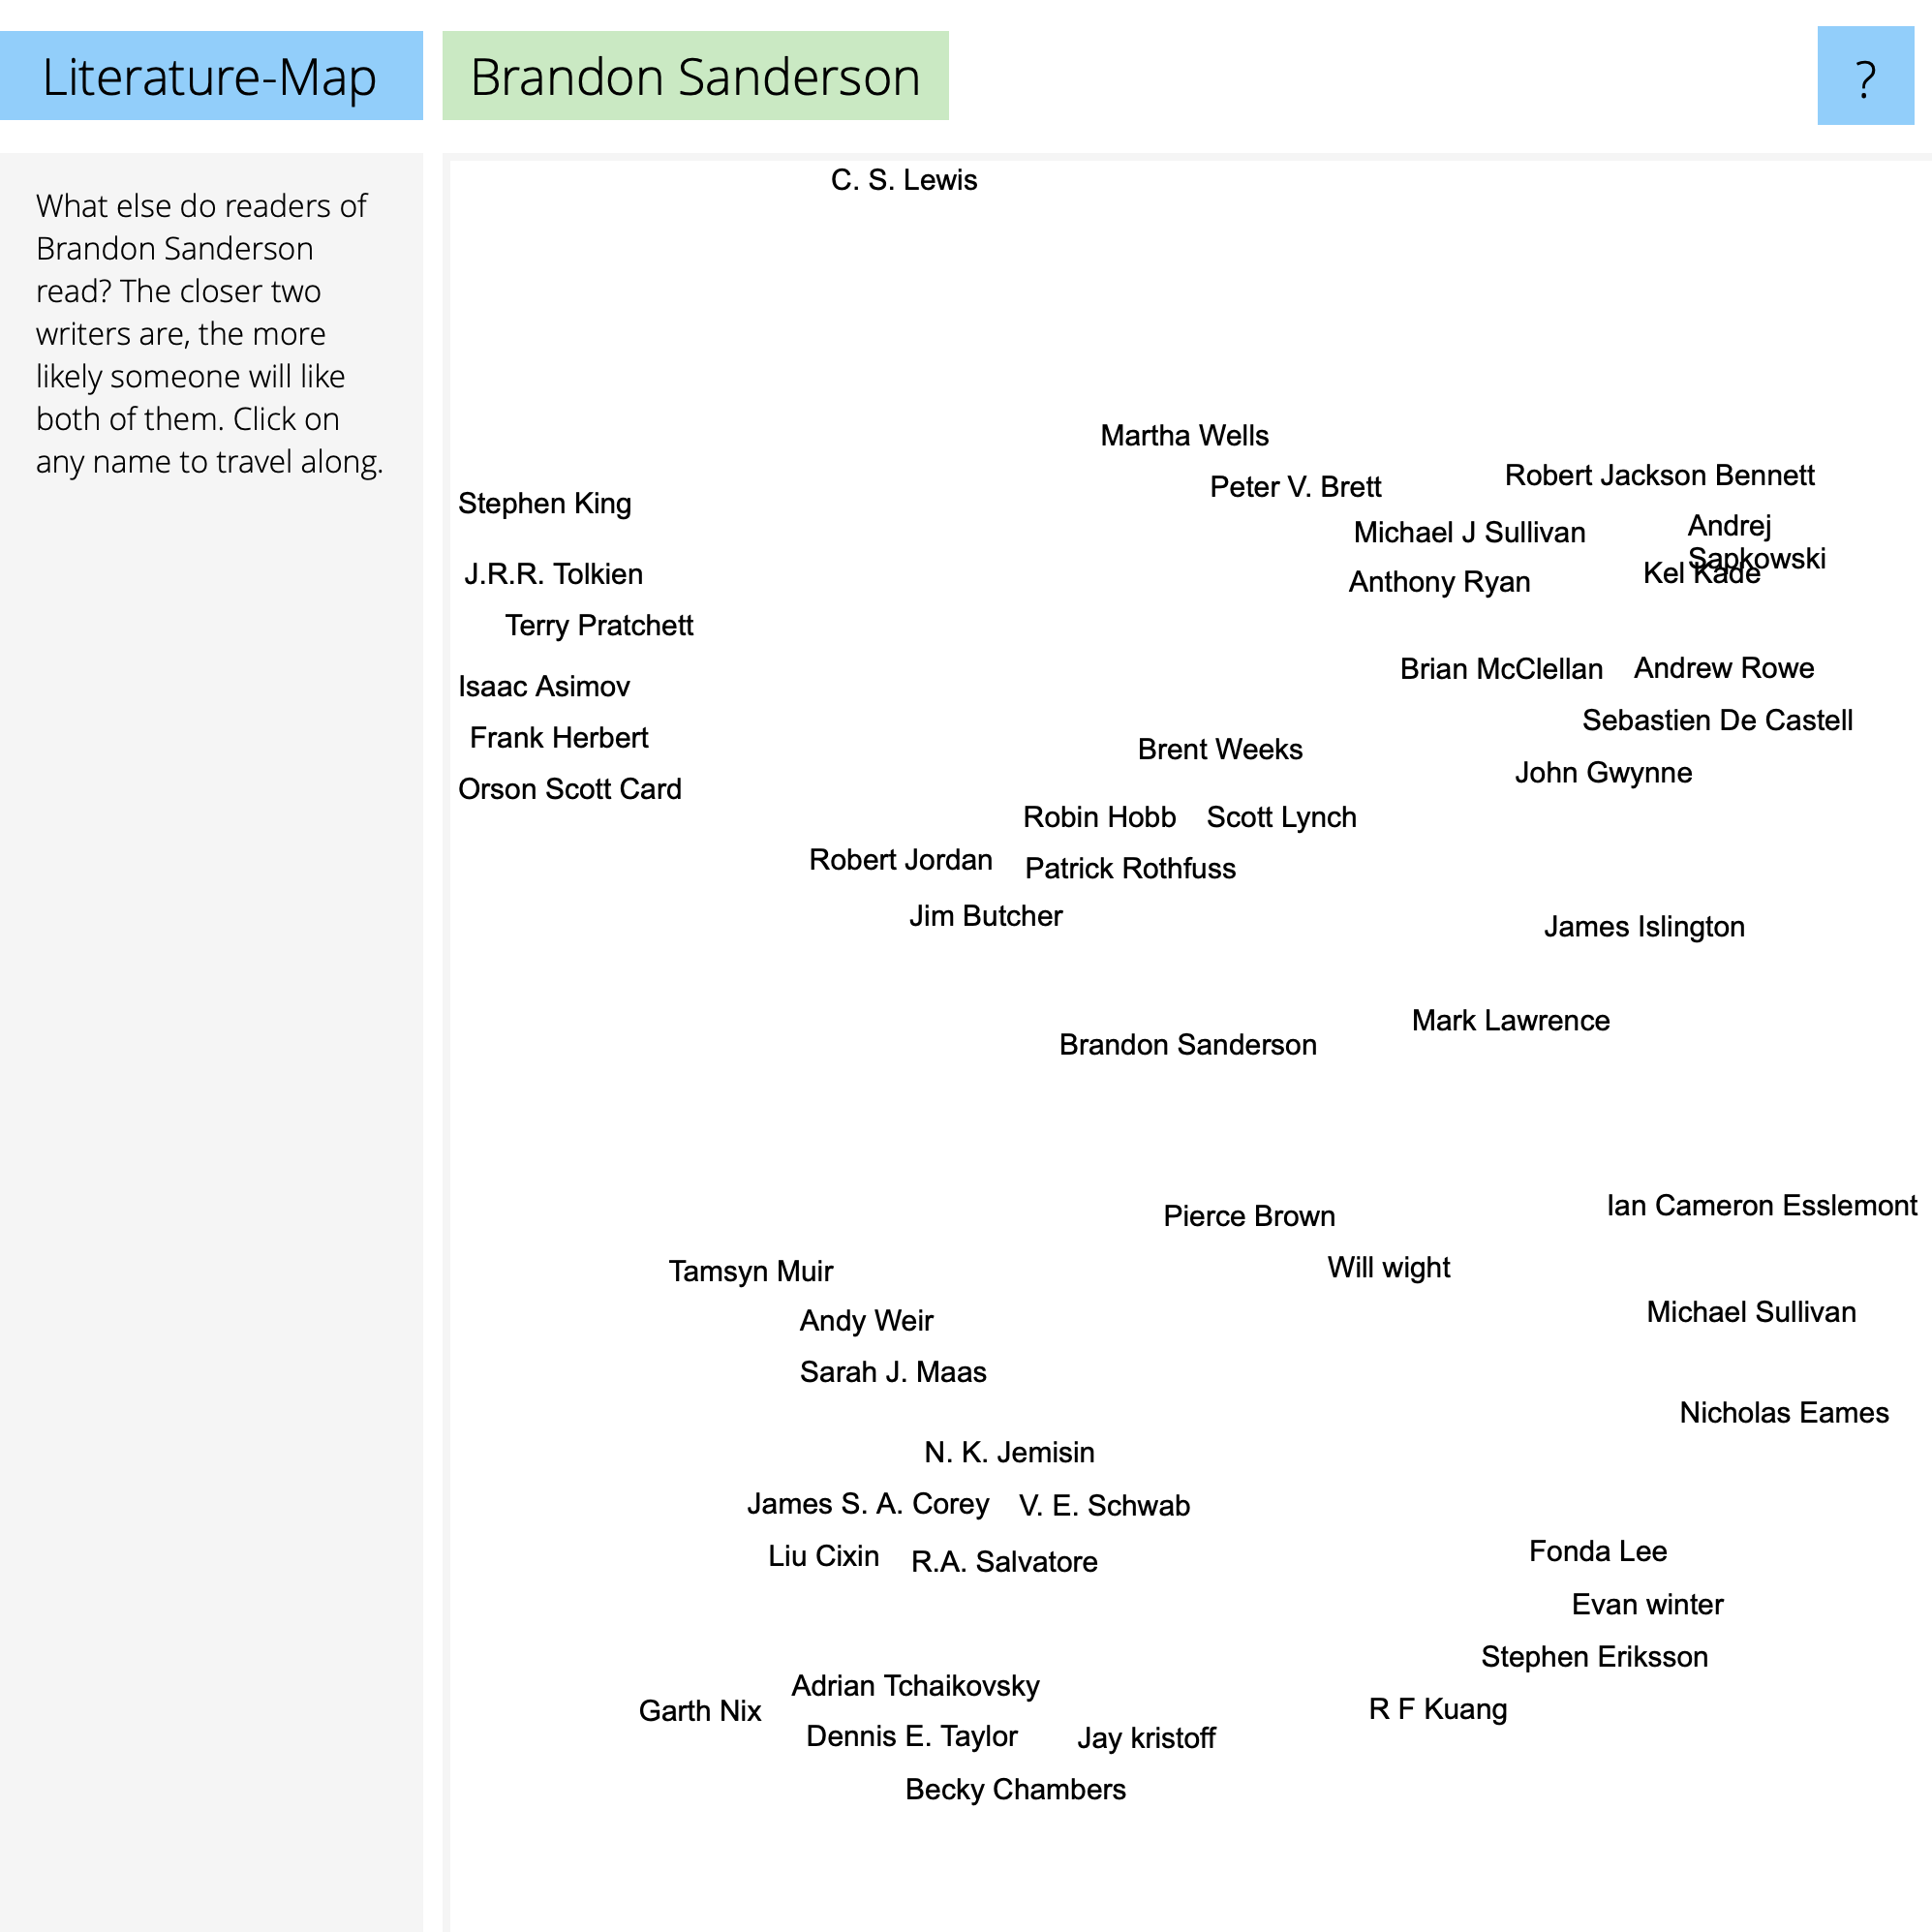 Literature-Map
Brandon Sanderson
?
What else do readers of
Brandon Sanderson
read? The closer two
writers are, the more
likely someone will like
both of them. Click on
any name to travel along.
C. S. Lewis
Martha Wells
Robert Jackson Bennett
Peter V. Brett
Stephen King
Michael J Sullivan
Andrej
Sapkowski
Kel Kade
J.R.R. Tolkien
Anthony Ryan
Terry Pratchett
Brian McClellan
Andrew Rowe
Isaac Asimov
Sebastien De Castell
Frank Herbert
Brent Weeks
John Gwynne
Orson Scott Card
Robin Hobb
Scott Lynch
Robert Jordan
Patrick Rothfuss
Jim Butcher
James Islington
Mark Lawrence
Brandon Sanderson
Ian Cameron Esslemont
Pierce Brown
Will wight
Tamsyn Muir
Michael Sullivan
Andy Weir
Sarah J. Maas
Nicholas Eames
N. K. Jemisin
James S. A. Corey
V. E. Schwab
Fonda Lee
Liu Cixin
R.A. Salvatore
Evan winter
Stephen Eriksson
Adrian Tchaikovsky
R F Kuang
Garth Nix
Dennis E. Taylor
Jay kristoff
Becky Chambers